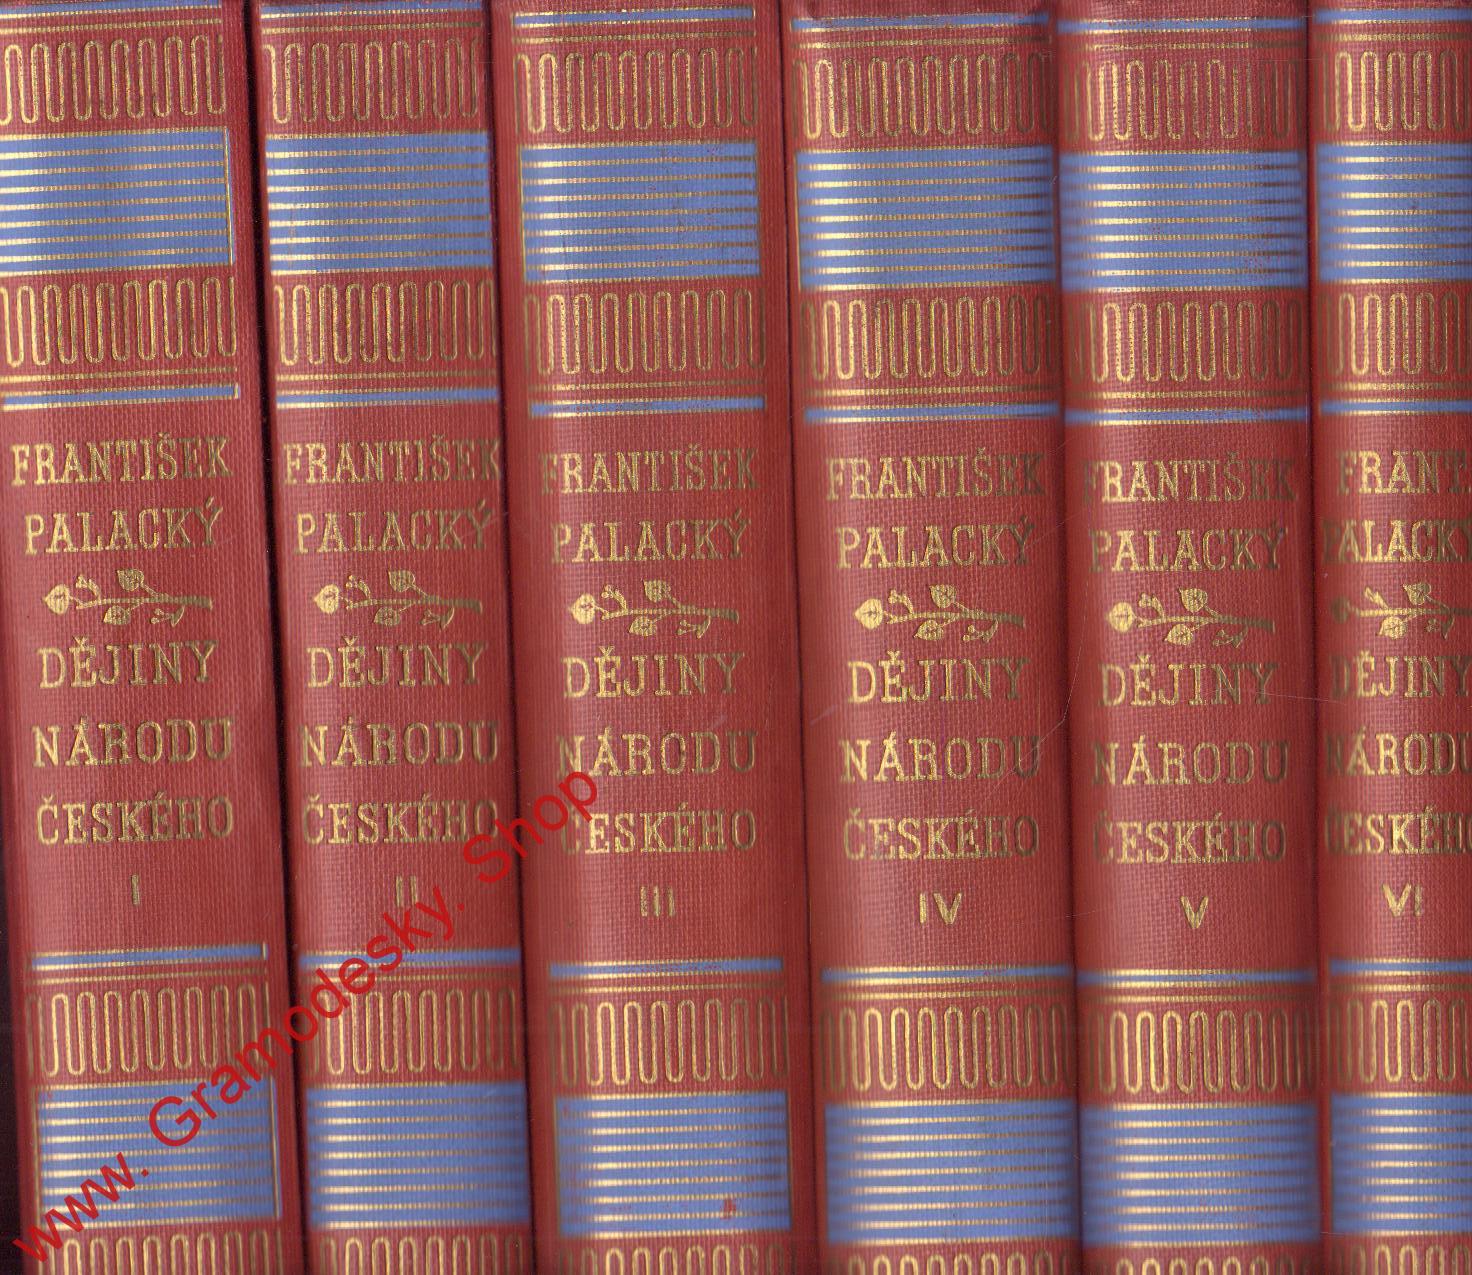 FRANTIŠEK
PALACKÝ
DĚJINY
NÁRODU
ČESKÉHO
I
FRANTIŠEK
PALACKÝ
DĚJINY
NÁRODU
ČESKÉHO
II
FRANTIŠEK
PALACKÝ
DĚJINY
NÁRODU
ČESKÉHO
III
FRANTIŠEK
PALACKÝ
DĚJINY
NÁRODU
ČESKÉHO
IV
FRANTIŠEK
PALACKÝ
DĚJINY
NÁRODU
ČESKÉHO
V
FRANT
PALACKÝ
DĚJINY
NÁRODU
ČESKÉHO
VI
www. Gramodesky. Shop